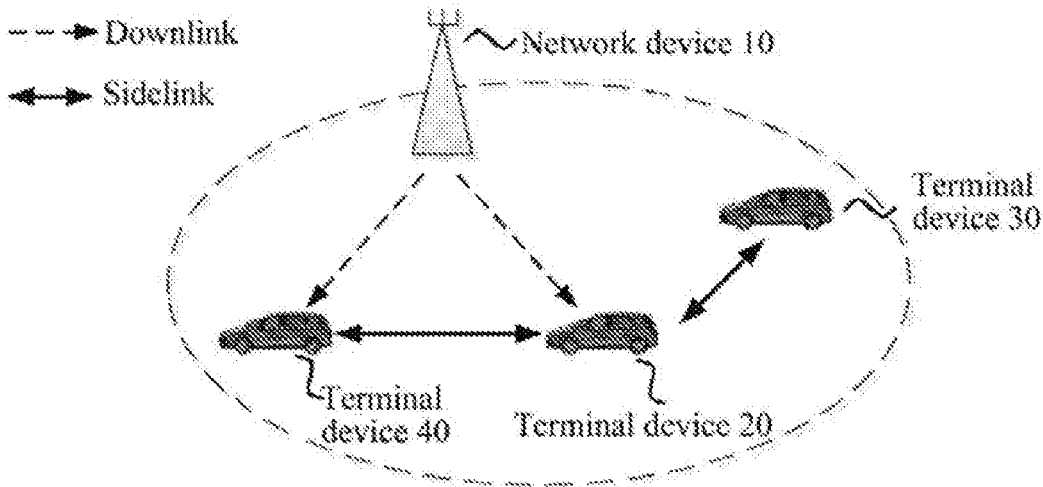 Downlink
Network device 10
Sidelink
Terminal
device 30
Terminal
device 40
Terminal device 20